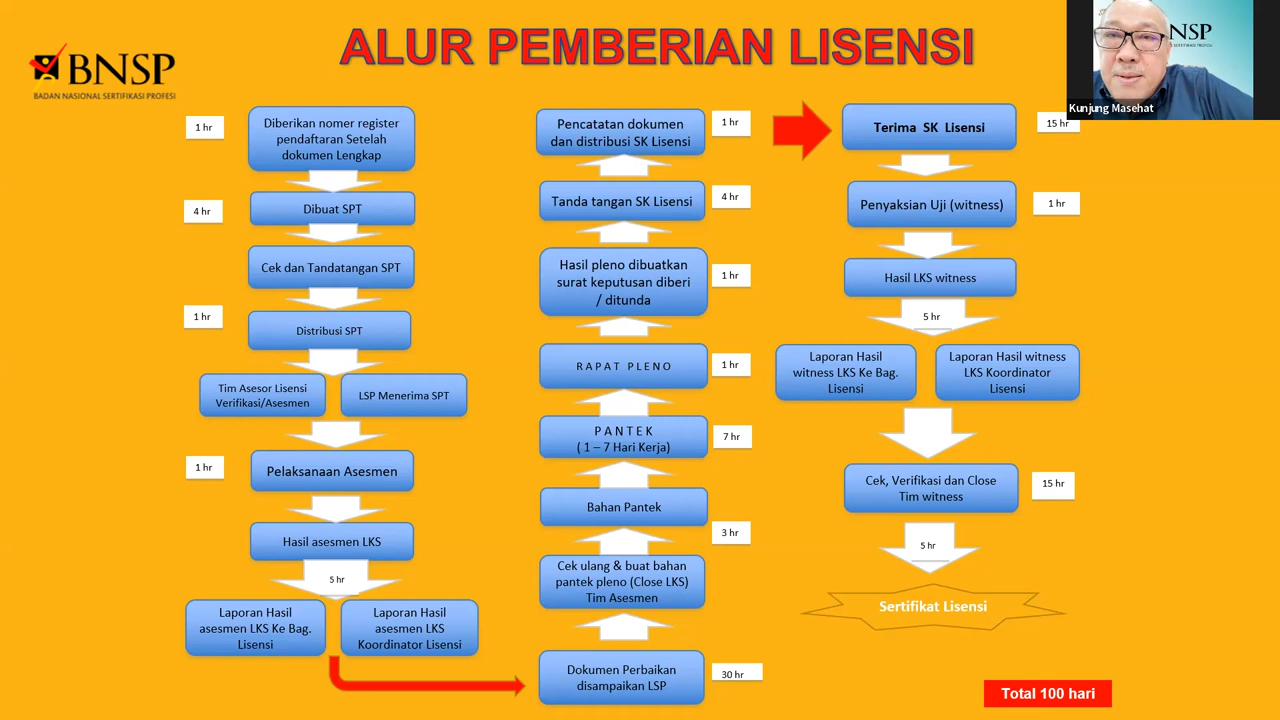 ALUR PEMBERIAN LISENSI
BNSP
BADAN NASIONAL SERTIFIKASI PROFESI
Kunjung Masehat
1 hr
Diberikan nomer register
pendaftaran Setelah
dokumen Lengkap
4 hr
Dibuat SPT
Cek dan Tandatangan SPT
1 hr
Distribusi SPT
Tim Asesor Lisensi
Verifikasi/Asesmen
LSP Menerima SPT
1 hr
Pelaksanaan Asesmen
Hasil asesmen LKS
5 hr
Laporan Hasil
asesmen LKS Ke Bag.
Lisensi
Laporan Hasil
asesmen LKS
Koordinator Lisensi
Pencatatan dokumen
dan distribusi SK Lisensi
1 hr
Tanda tangan SK Lisensi
4 hr
Hasil pleno dibuatkan
surat keputusan diberi
/ ditunda
1 hr
RAPAT PLENO
1 hr
PANTEK
( 1 – 7 Hari Kerja)
7 hr
Bahan Pantek
3 hr
Cek ulang & buat bahan
pantek pleno (Close LKS)
Tim Asesmen
Dokumen Perbaikan
disampaikan LSP
30 hr
Terima SK Lisensi
15 hr
Penyaksian Uji (witness)
1 hr
Hasil LKS witness
5 hr
Laporan Hasil
witness LKS Ke Bag.
Lisensi
Laporan Hasil witness
LKS Koordinator
Lisensi
Cek, Verifikasi dan Close
Tim witness
15 hr
5 hr
Sertifikat Lisensi
Total 100 hari